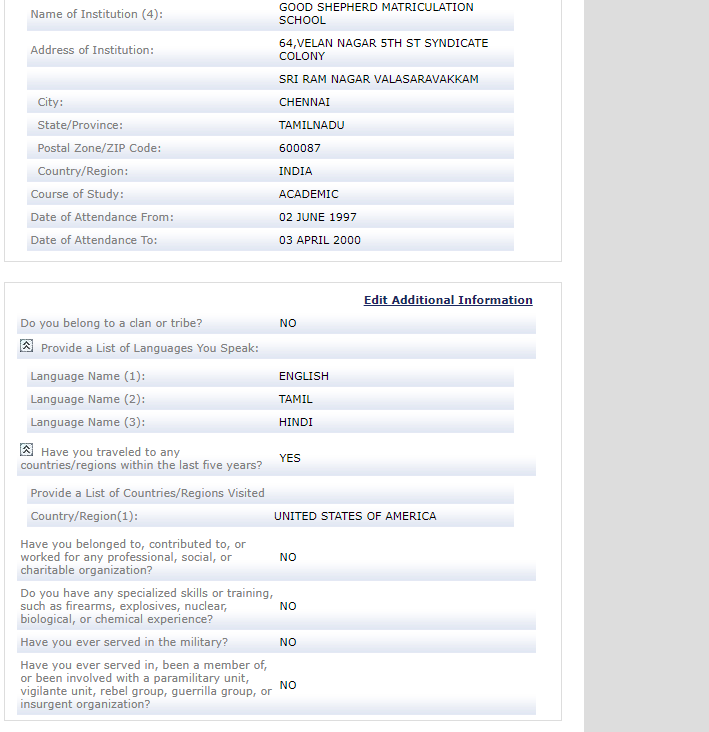 Name of Institution (4): GOOD SHEPHERD MATRICULATION
SCHOOL
Address of Institution: 64,VELAN NAGAR 5TH ST SYNDICATE
COLONY
SRI RAM NAGAR VALASARAVAKKAM
City: CHENNAI
State/Province: TAMILNADU
Postal Zone/ZIP Code: 600087
Country/Region: INDIA
Course of Study: ACADEMIC
Date of Attendance From: 02 JUNE 1997
Date of Attendance To: 03 APRIL 2000
Edit Additional Information
Do you belong to a clan or tribe? NO
Provide a List of Languages You Speak:
Language Name (1): ENGLISH
Language Name (2): TAMIL
Language Name (3): HINDI
Have you traveled to any
countries/regions within the last five years? YES
Provide a List of Countries/Regions Visited
Country/Region(1): UNITED STATES OF AMERICA
Have you belonged to, contributed to, or
worked for any professional, social, or
charitable organization? NO
Do you have any specialized skills or training,
such as firearms, explosives, nuclear,
biological, or chemical experience? NO
Have you ever served in the military? NO
Have you ever served in, been a member of,
or been involved with a paramilitary unit,
vigilante unit, rebel group, guerrilla group, or
insurgent organization? NO